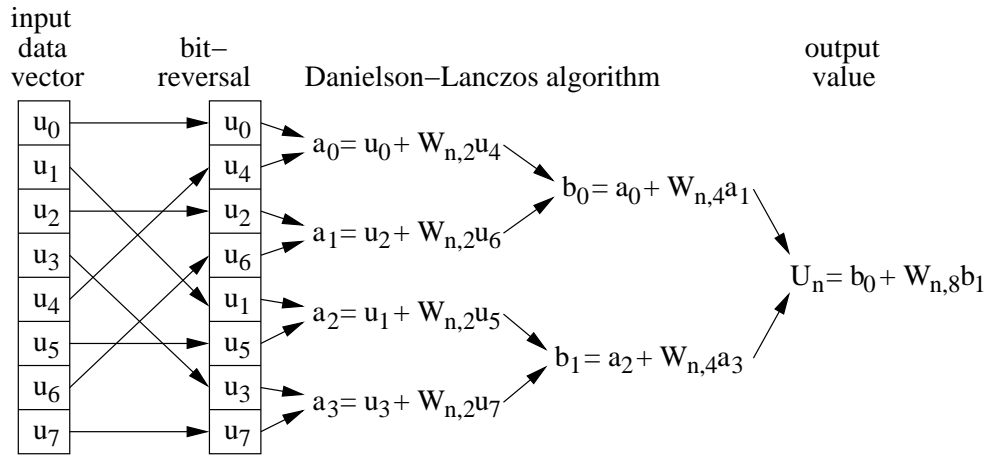 input
data
vector
bit−
reversal
Danielson−Lanczos algorithm
output
value
u0
u1
u2
u3
u4
u5
u6
u7
u0
u4
u2
u6
u1
u5
u3
u7
a0= u0+ Wn,2u4
a1= u2+ Wn,2u6
a2= u1+ Wn,2u5
a3= u3+ Wn,2u7
b0= a0+ Wn,4a1
b1= a2+ Wn,4a3
Un= b0+ Wn,8b1